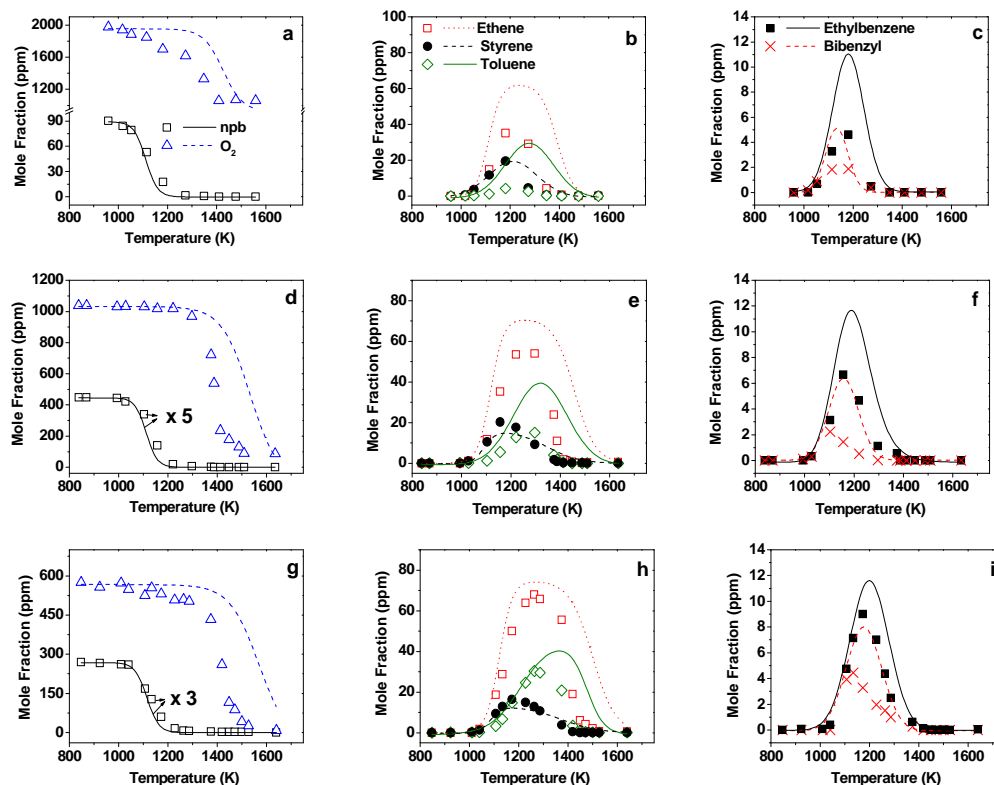 a
2000
1600
1200
90
60
30
0
npb
O2
Mole Fraction (ppm)
800 1000 1200 1400 1600
Temperature (K)
b
100
80
60
40
20
0
Ethene
Styrene
Toluene
Mole Fraction (ppm)
800 1000 1200 1400 1600
Temperature (K)
c
14
12
10
8
6
4
2
0
Ethylbenzene
Bibenzyl
Mole Fraction (ppm)
800 1000 1200 1400 1600
Temperature (K)
d
1200
1000
800
600
400
200
0
x 5
Mole Fraction (ppm)
800 1000 1200 1400 1600
Temperature (K)
e
80
60
40
20
0
Mole Fraction (ppm)
800 1000 1200 1400 1600
Temperature (K)
f
14
12
10
8
6
4
2
0
Mole Fraction (ppm)
800 1000 1200 1400 1600
Temperature (K)
g
600
450
300
150
0
x 3
Mole Fraction (ppm)
800 1000 1200 1400 1600
Temperature (K)
h
80
60
40
20
0
Mole Fraction (ppm)
800 1000 1200 1400 1600
Temperature (K)
i
14
12
10
8
6
4
2
0
Mole Fraction (ppm)
800 1000 1200 1400 1600
Temperature (K)